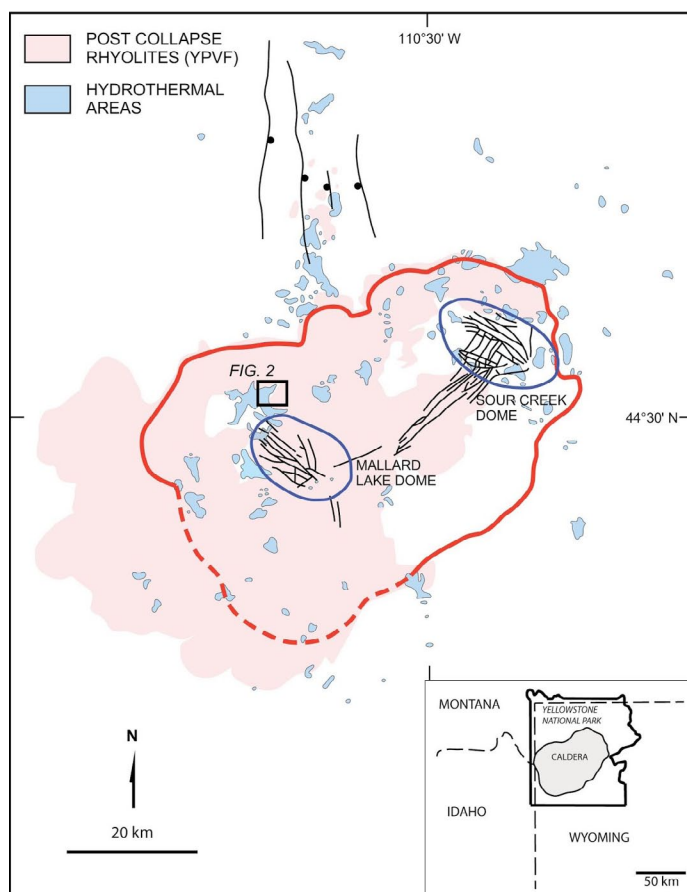 POST COLLAPSE
RHYOLITES (YPVF)
HYDROTHERMAL
AREAS
110°30' W
FIG. 2
SOUR CREEK
DOME
44°30' N
MALLARD
LAKE DOME
N
20 km
MONTANA
YELLOWSTONE
NATIONAL PARK
CALDERA
IDAHO
WYOMING
50 km